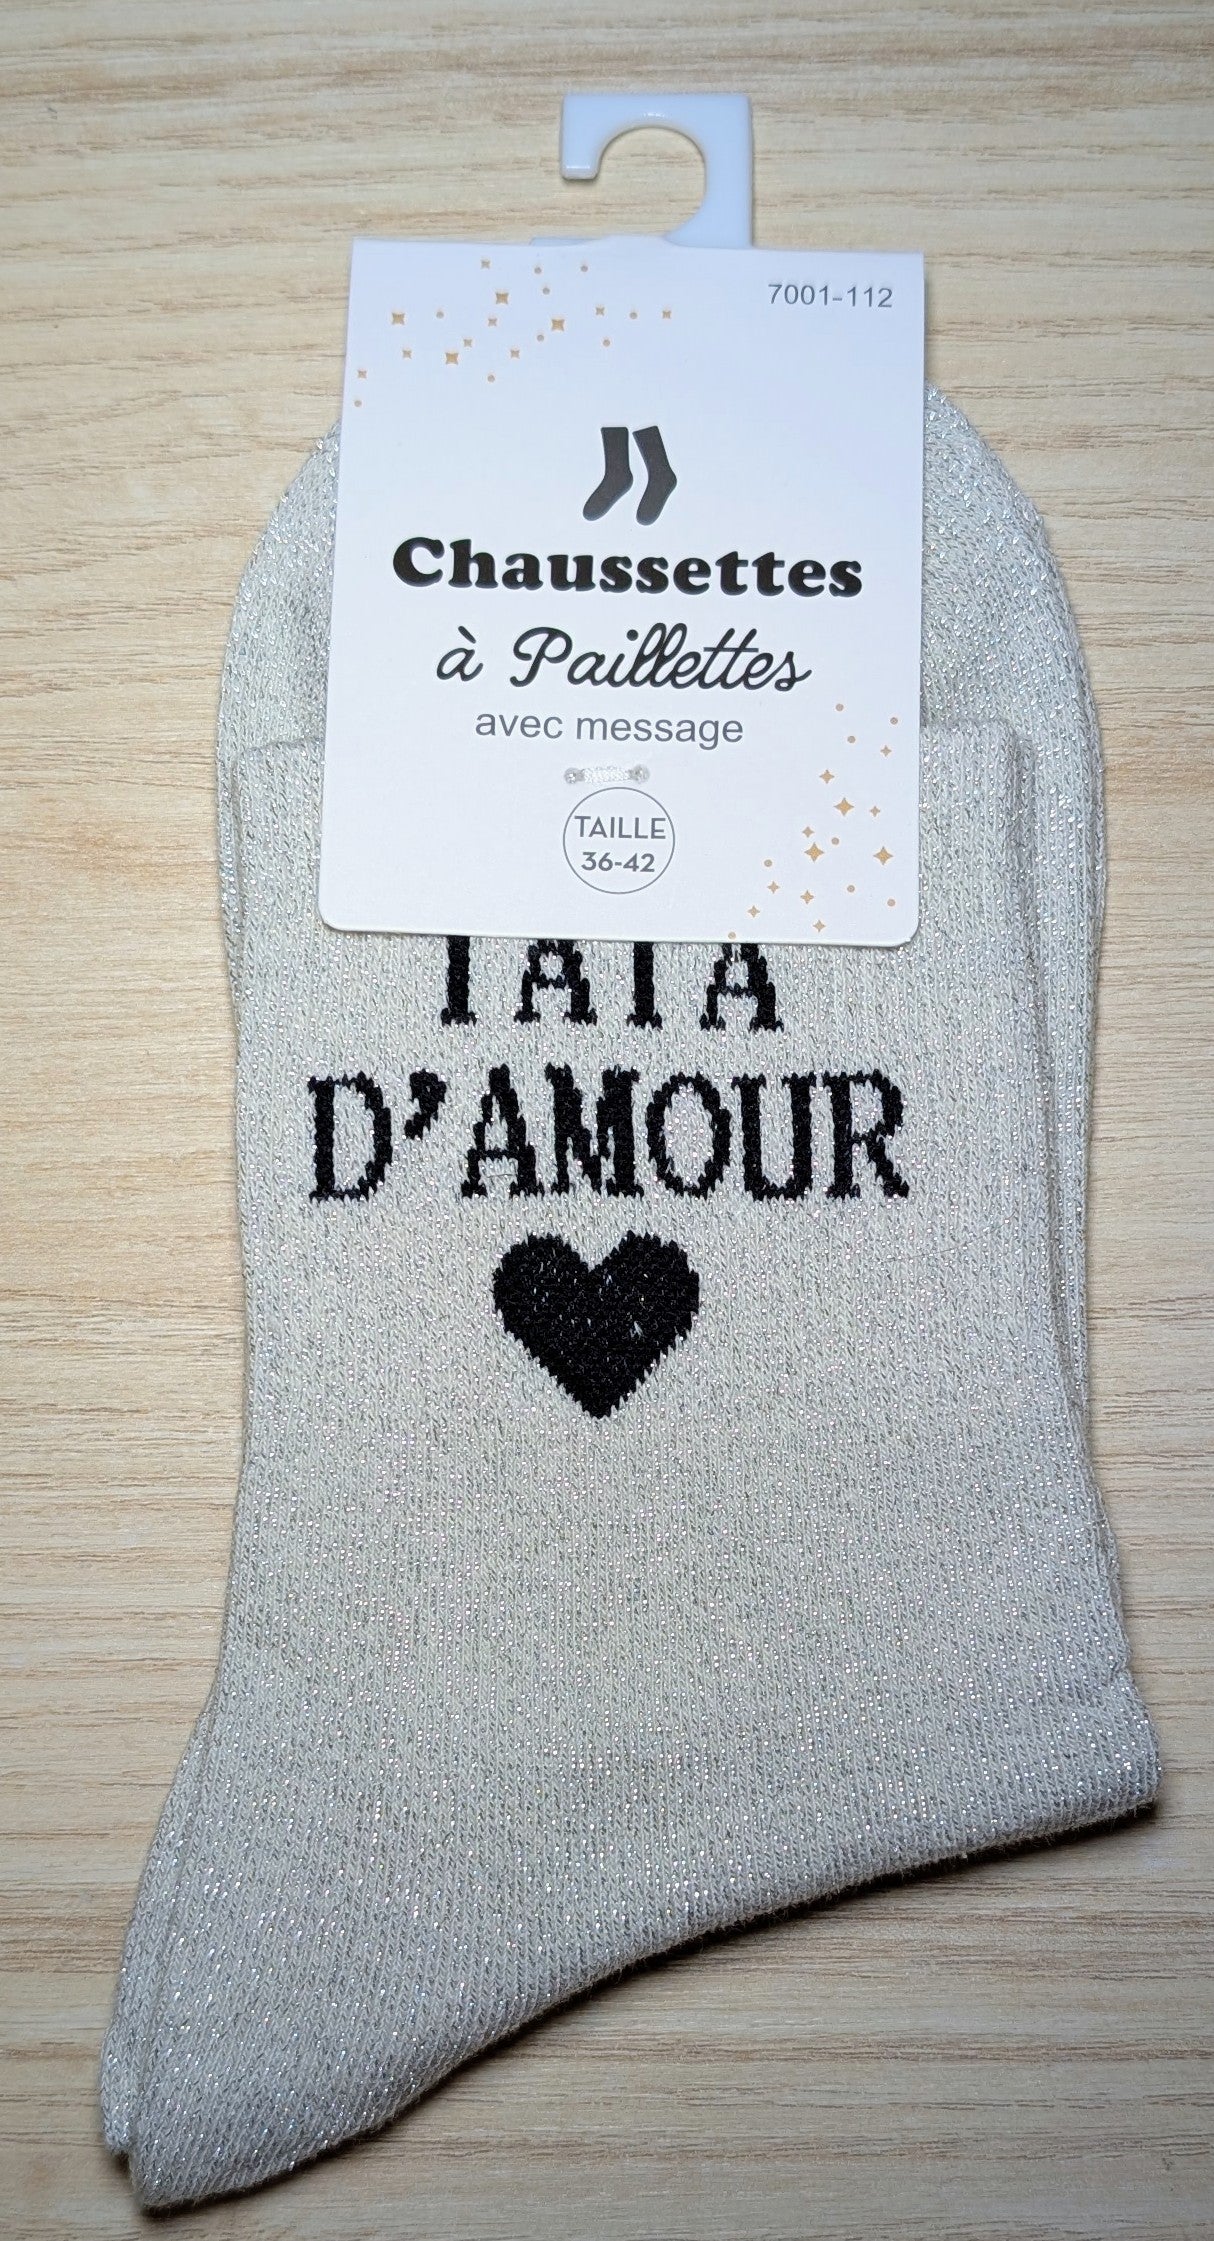 7001-112
Chaussettes
à Paillettes
avec message
TAILLE
36-42
TATA
D'AMOUR